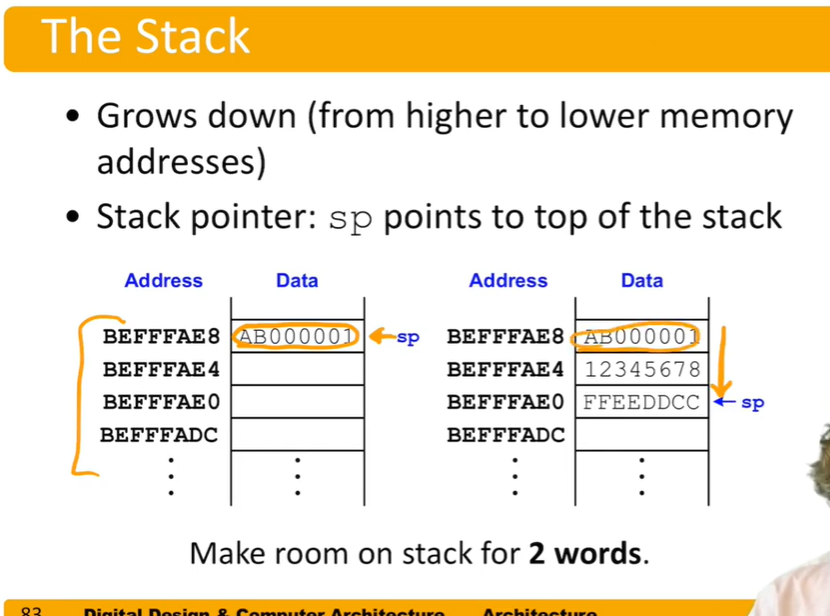 The Stack
• Grows down (from higher to lower memory
addresses)
• Stack pointer: sp points to top of the stack
Address Data Address Data
BEFFFAE8 AB000001 sp BEFFFAE8 AB000001
BEFFFAE4 BEFFFAE4 12345678
BEFFFAE0 BEFFFAE0 FFEEDDCC sp
BEFFFADC BEFFFADC
Make room on stack for 2 words.
83 Digital Design & Computer Architecture Architecture